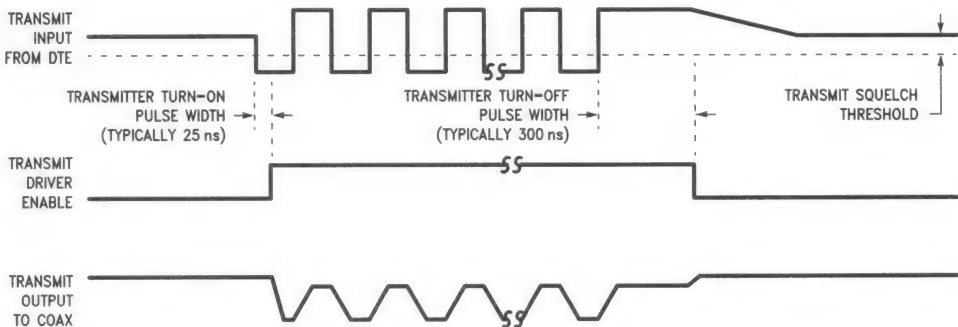 TRANSMIT
INPUT
FROM DTE
TRANSMITTER TURN-ON
PULSE WIDTH
(TYPICALLY 25 ns)
TRANSMITTER TURN-OFF
PULSE WIDTH
(TYPICALLY 300 ns)
TRANSMIT SQUELCH
THRESHOLD
TRANSMIT
DRIVER
ENABLE
TRANSMIT
OUTPUT
TO COAX